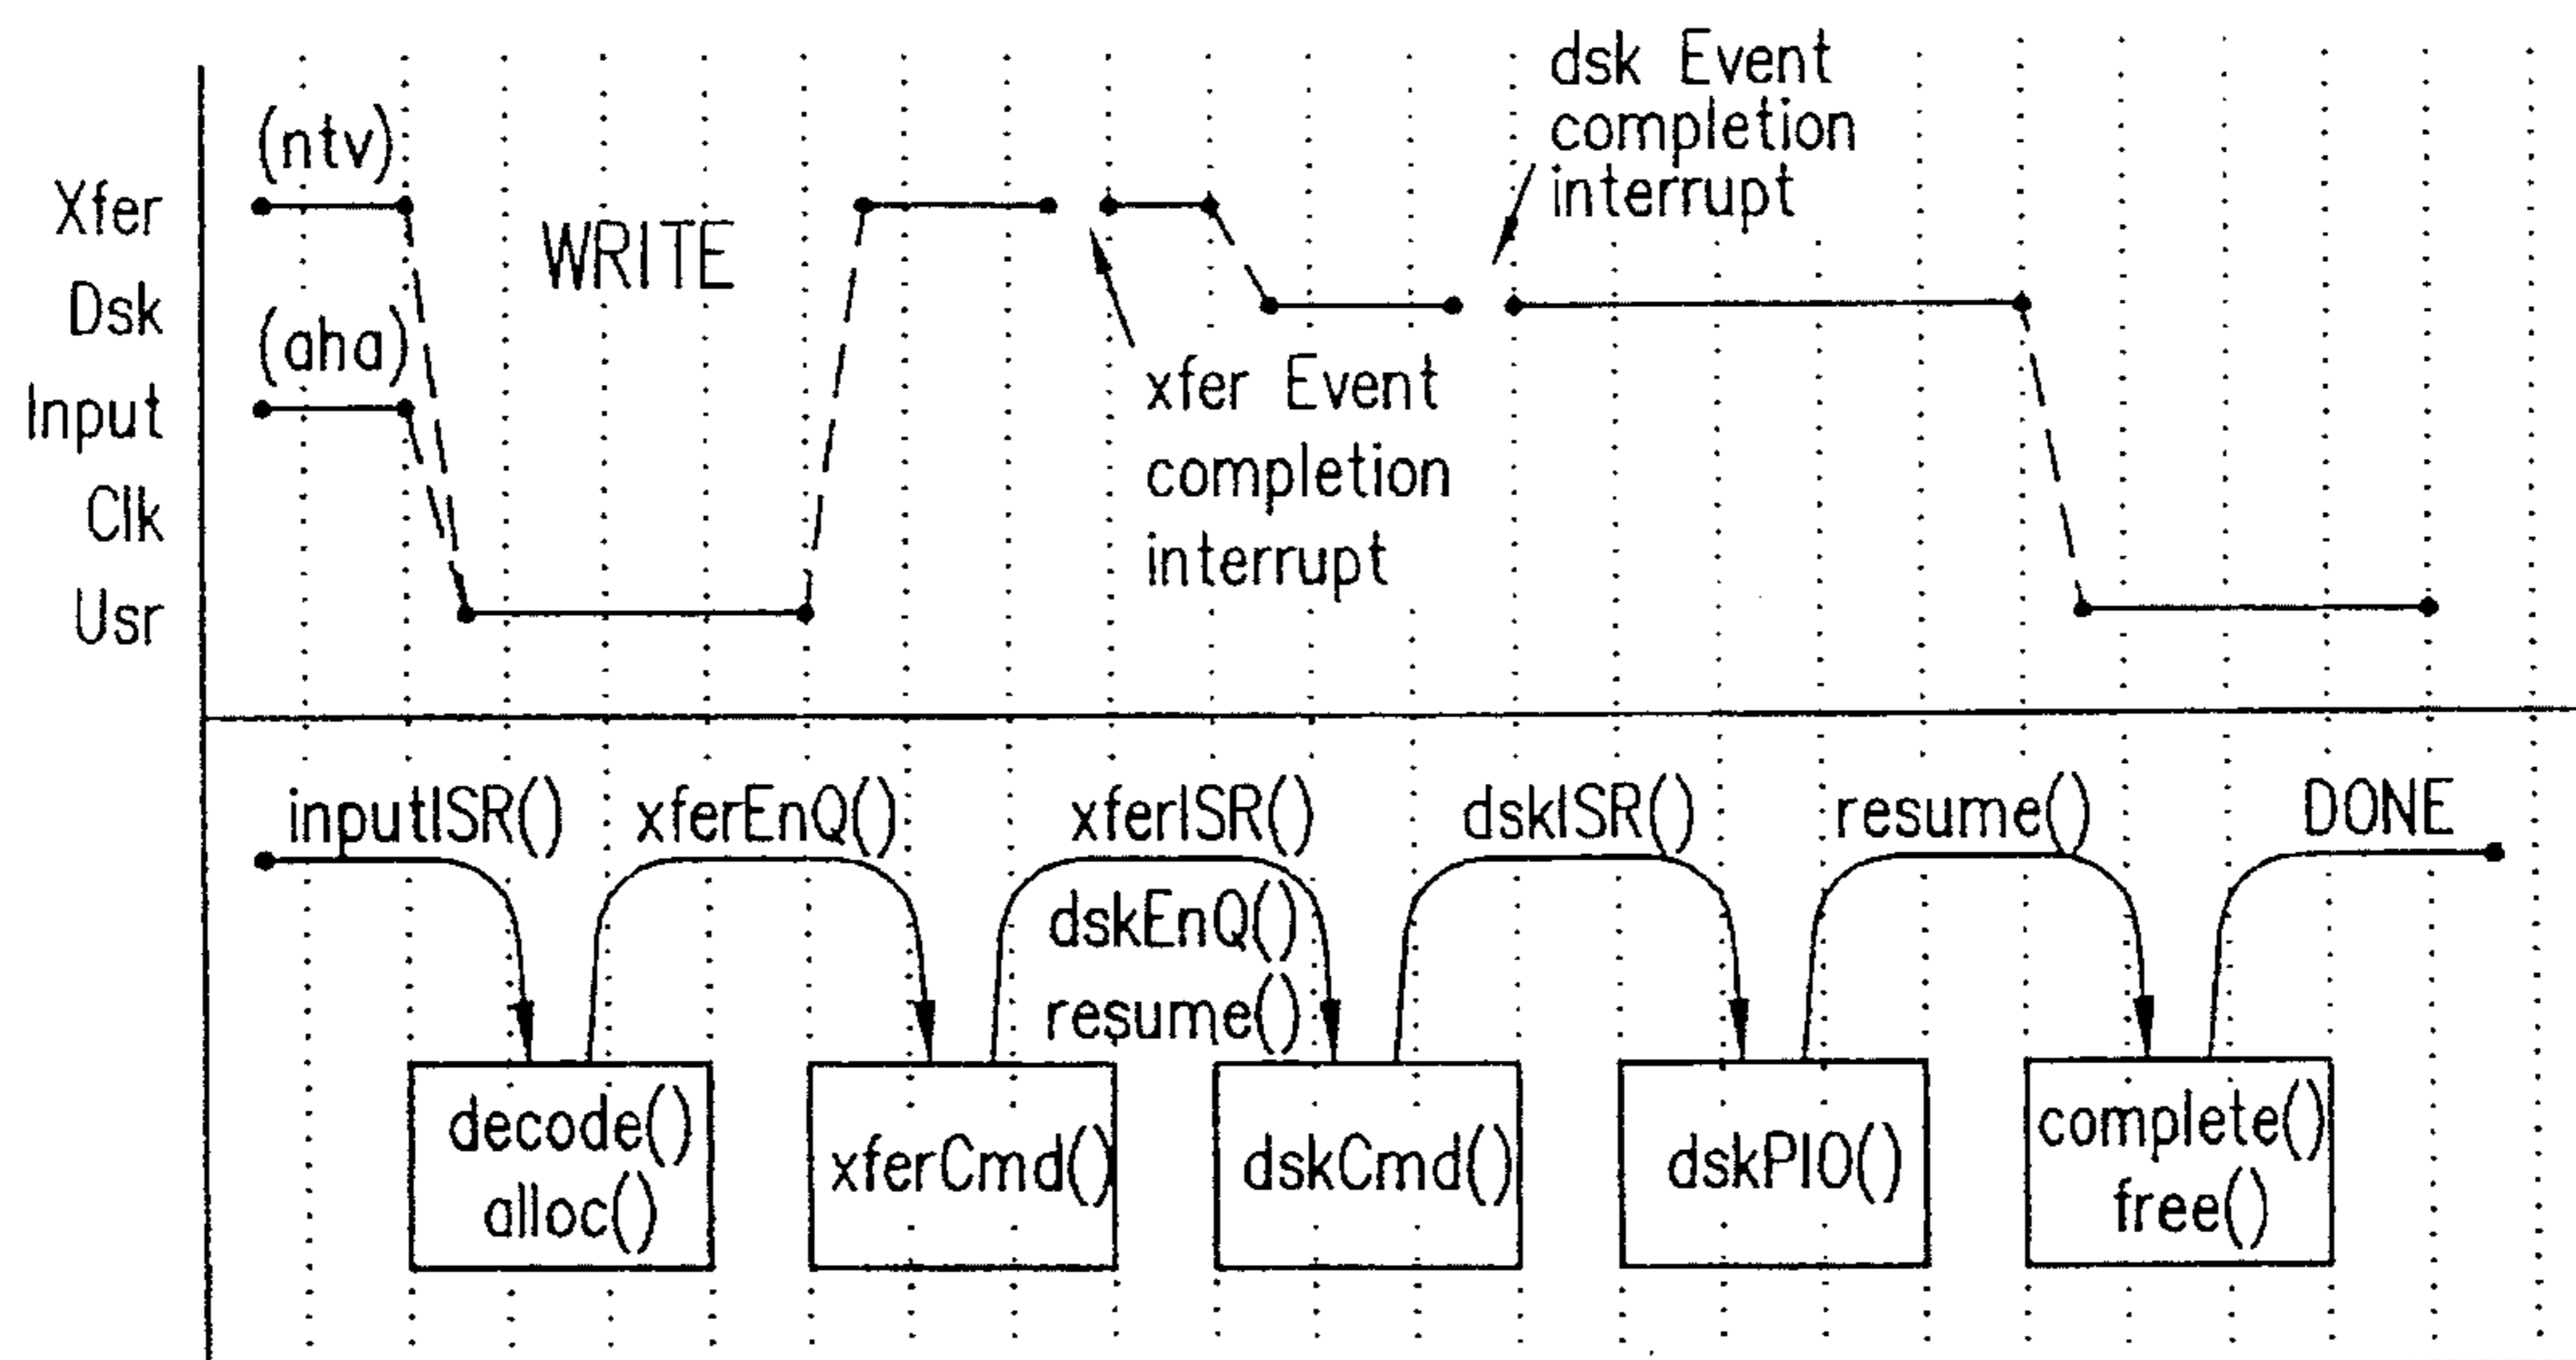 dsk Event
completion
interrupt
(ntv)
Xfer
WRITE
Dsk
(aha)
xfer Event
completion
interrupt
Input
Clk
Usr
inputISR()
xferEnQ()
xferISR()
dskISR()
resume()
DONE
dskEnQ()
resume()
decode()
alloc()
xferCmd()
dskCmd()
dskPIO()
complete()
free()